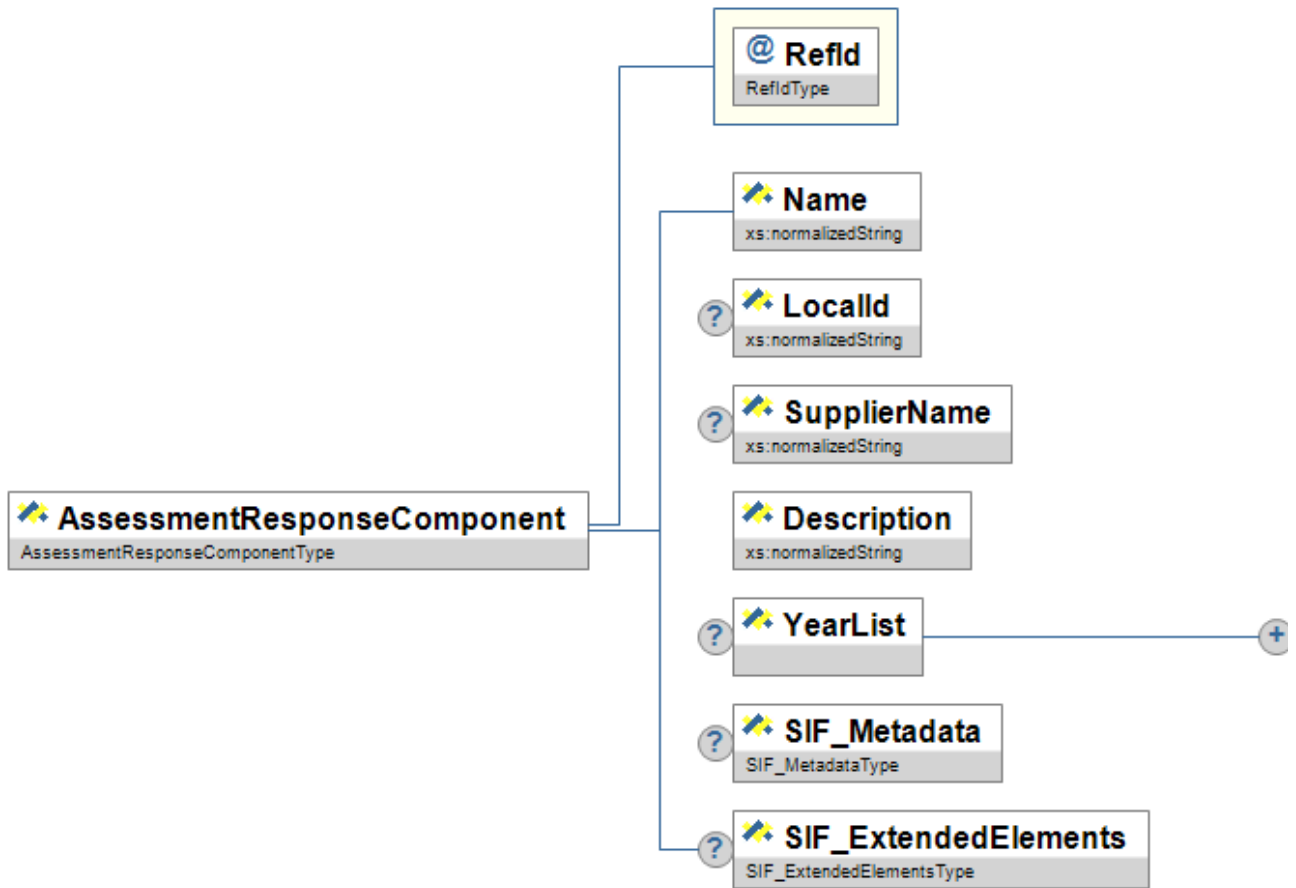 @ RefId
RefIdType
Name
xs:normalizedString
? LocalId
xs:normalizedString
? SupplierName
xs:normalizedString
Description
xs:normalizedString
AssessmentResponseComponent
AssessmentResponseComponentType
? YearList +
? SIF_Metadata
SIF_MetadataType
? SIF_ExtendedElements
SIF_ExtendedElementsType